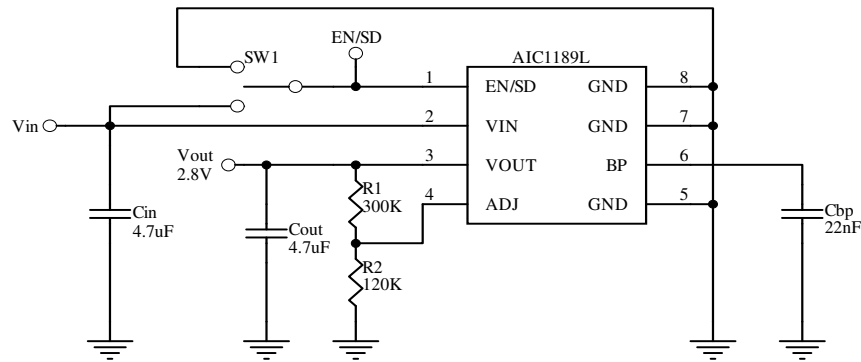 EN/SD
SW1
AIC1189L
1
EN/SD
GND
8
Vin
2
VIN
GND
7
Vout
2.8V
3
VOUT
BP
6
R1
300K
4
ADJ
GND
5
Cin
4.7uF
Cout
4.7uF
Cbp
22nF
R2
120K